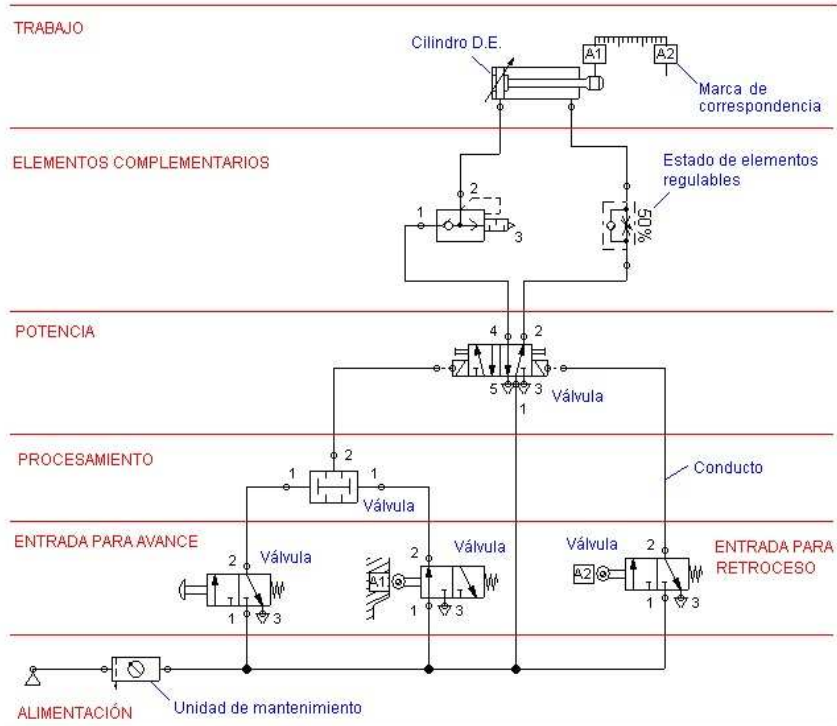 TRABAJO
Cilindro D.E.
A1
A2
Marca de
correspondencia
ELEMENTOS COMPLEMENTARIOS
Estado de elementos
regulables
2
1
3
50%
POTENCIA
4
2
5
3
1
Válvula
PROCESAMIENTO
2
1
1
Válvula
Conducto
ENTRADA PARA AVANCE
2
Válvula
1
3
A1
2
Válvula
1
3
Válvula
A2
2
1
3
ENTRADA PARA
RETROCESO
ALIMENTACIÓN
Unidad de mantenimiento